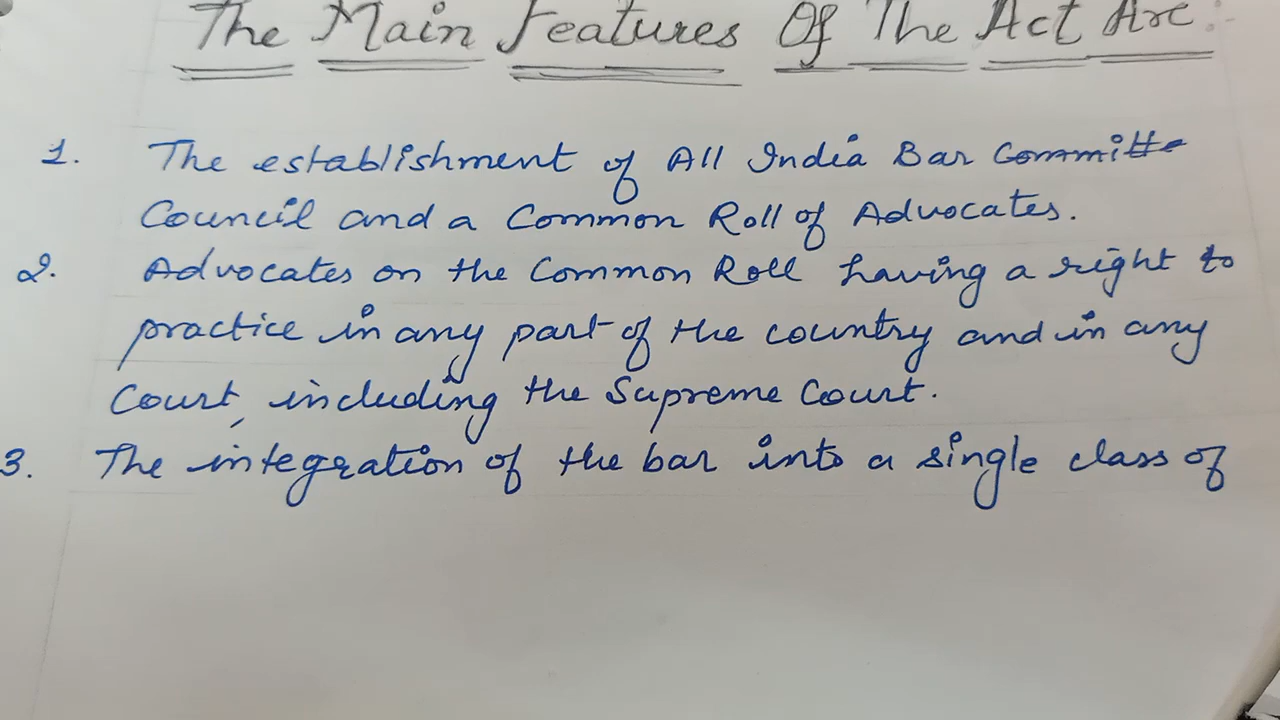 The Main Features Of The Act Are:
1. The establishment of All India Bar Committe
Council and a Common Roll of Advocates.
2. Advocates on the Common Roll having a right to
practice in any part of the country and in any
Court, including the Supreme Court.
3. The integration of the bar into a single class of